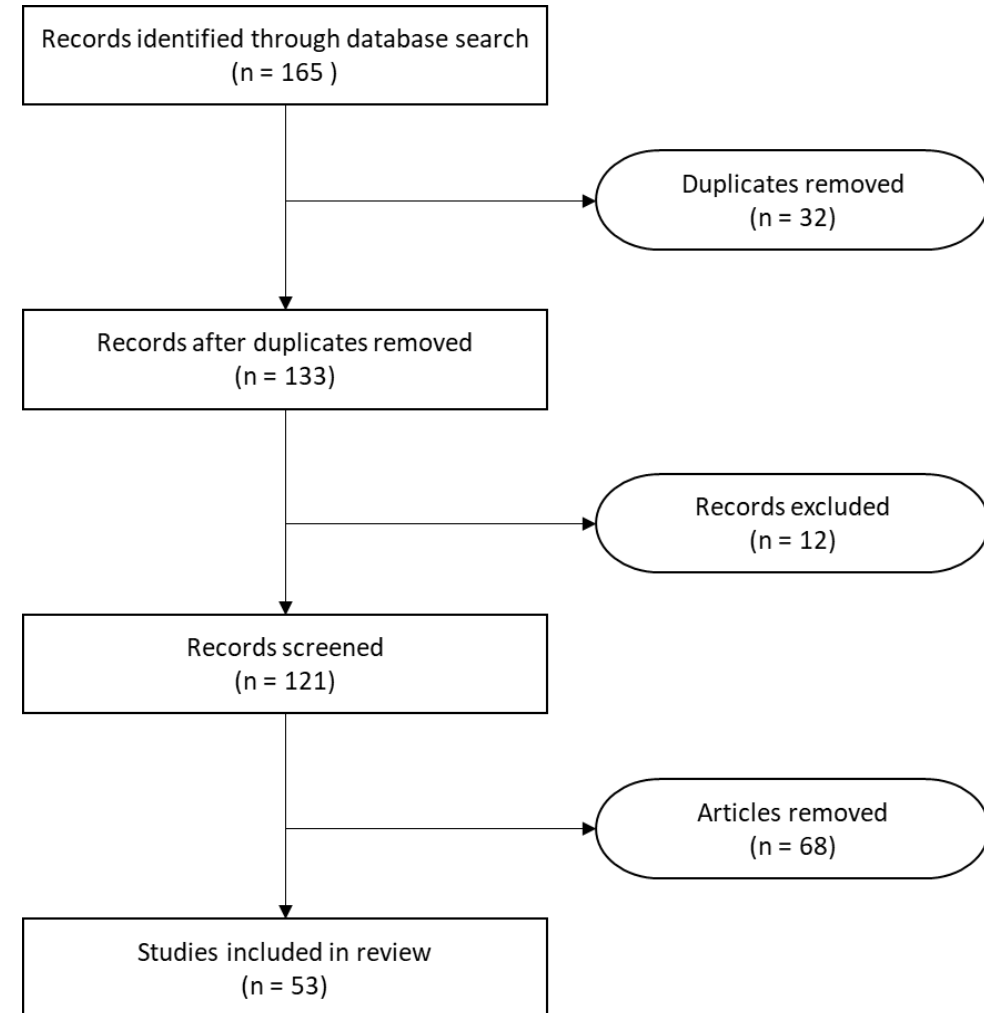 Records identified through database search
(n = 165 )
Duplicates removed
(n = 32)
Records after duplicates removed
(n = 133)
Records excluded
(n = 12)
Records screened
(n = 121)
Articles removed
(n = 68)
Studies included in review
(n = 53)